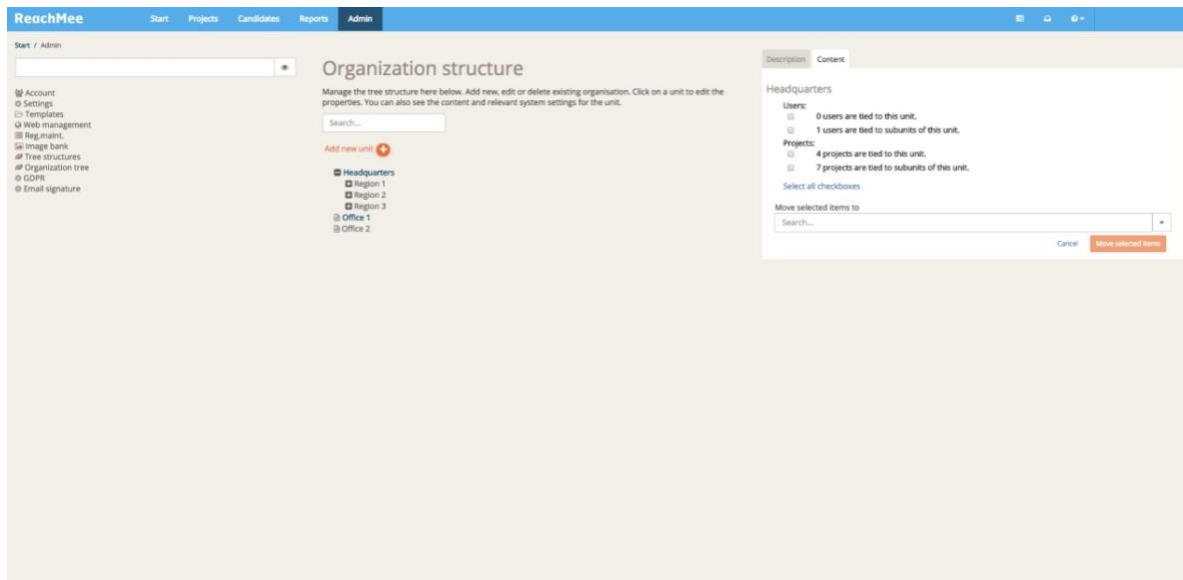 ReachMee Start Projects Candidates Reports Admin
Start / Admin
Account
Settings
Templates
Web management
Reg.maint.
Image bank
Tree structures
Organization tree
GDPR
Email signature
Organization structure
Manage the tree structure here below. Add new, edit or delete existing organisation. Click on a unit to edit the
properties. You can also see the content and relevant system settings for the unit.
Search...
Add new unit
Headquarters
Region 1
Region 2
Region 3
Office 1
Office 2
Description Content
Headquarters
Users:
0 users are tied to this unit.
1 users are tied to subunits of this unit.
Projects:
4 projects are tied to this unit.
7 projects are tied to subunits of this unit.
Select all checkboxes
Move selected items to
Search...
Cancel Move selected items